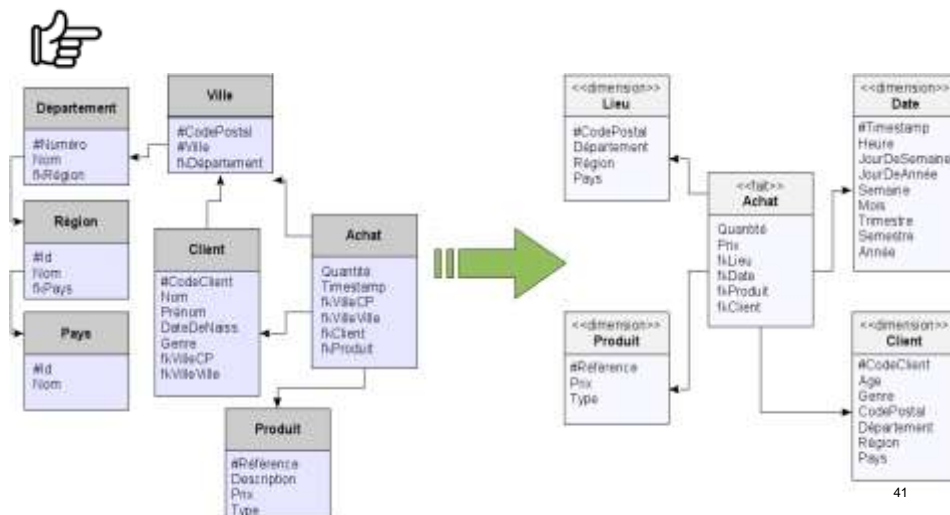 Département
#Numéro
Nom
fkRégion
Région
#Id
Nom
fkPays
Pays
#Id
Nom
Ville
#CodePostal
#Ville
fkDépartement
Client
#CodeClient
Nom
Prénom
DateDeNaiss
Genre
fkVilleCP
fkVilleVille
Achat
Quantité
Timestamp
fkVilleCP
fkVilleVille
fkClient
fkProduit
Produit
#Référence
Description
Prix
Type
<<dimension>>
Lieu
#CodePostal
Département
Région
Pays
<<dimension>>
Produit
#Référence
Prix
Type
<<fait>>
Achat
Quantité
Prix
fkLieu
fkDate
fkProduit
fkClient
<<dimension>>
Date
#Timestamp
Heure
JourDeSemaine
JourDeAnnée
Semaine
Mois
Trimestre
Semestre
Année
<<dimension>>
Client
#CodeClient
Age
Genre
CodePostal
Département
Région
Pays
41